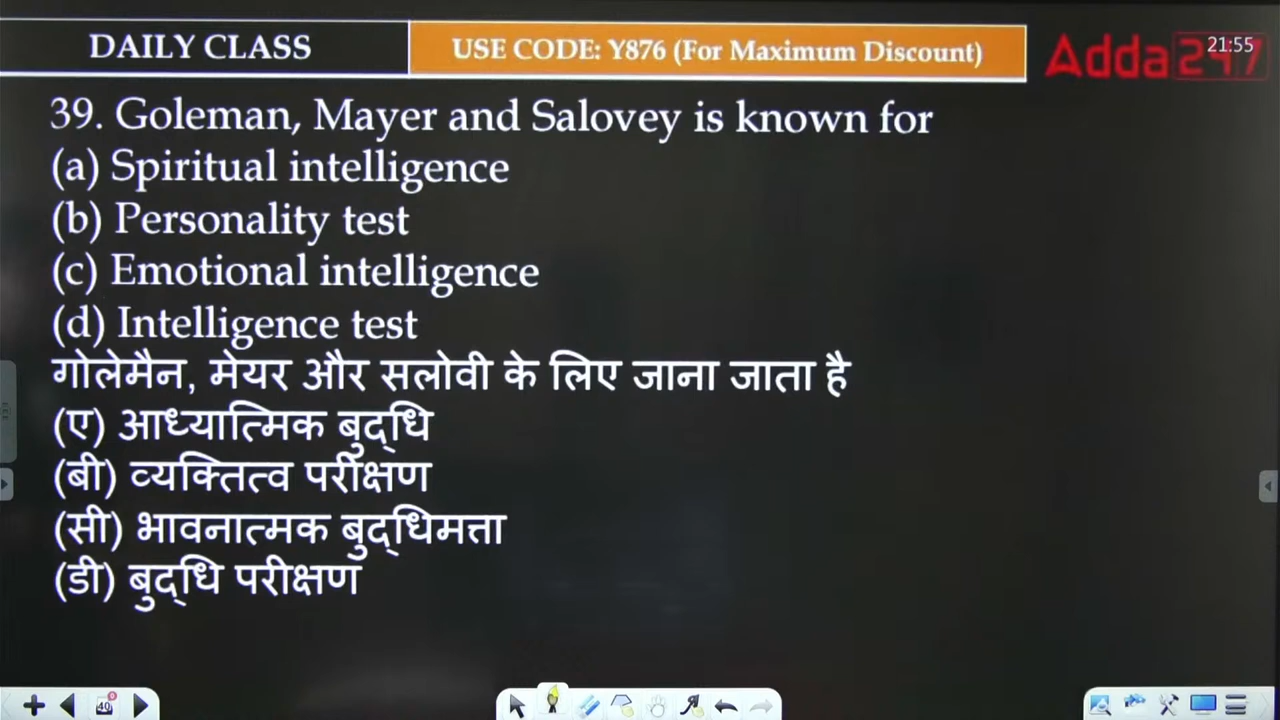 DAILY CLASS
USE CODE: Y876 (For Maximum Discount)
Adda247
21:55
39. Goleman, Mayer and Salovey is known for
(a) Spiritual intelligence
(b) Personality test
(c) Emotional intelligence
(d) Intelligence test
गोलेमैन, मेयर और सलोवी के लिए जाना जाता है
(ए) आध्यात्मिक बुद्धि
(बी) व्यक्तित्व परीक्षण
(सी) भावनात्मक बुद्धिमत्ता
(डी) बुद्धि परीक्षण
40